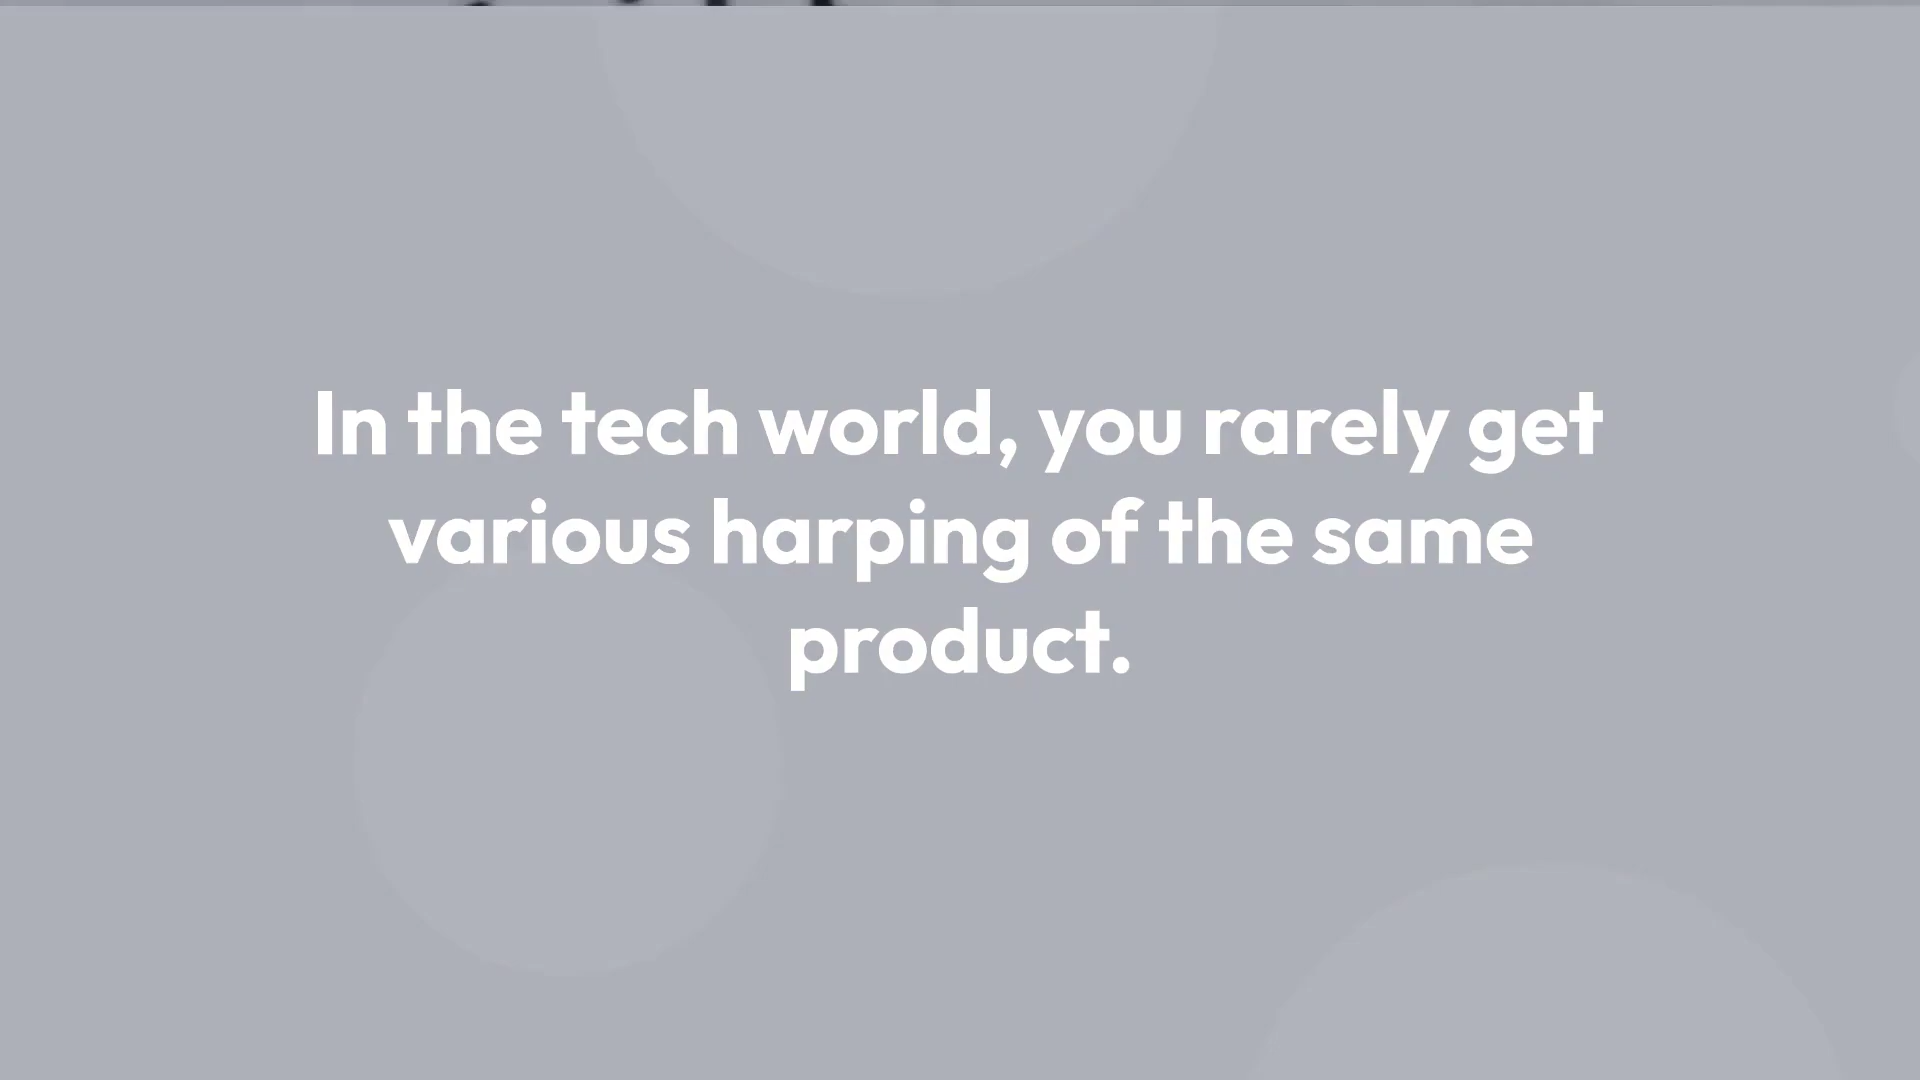 In the tech world, you rarely get
various harping of the same
product.